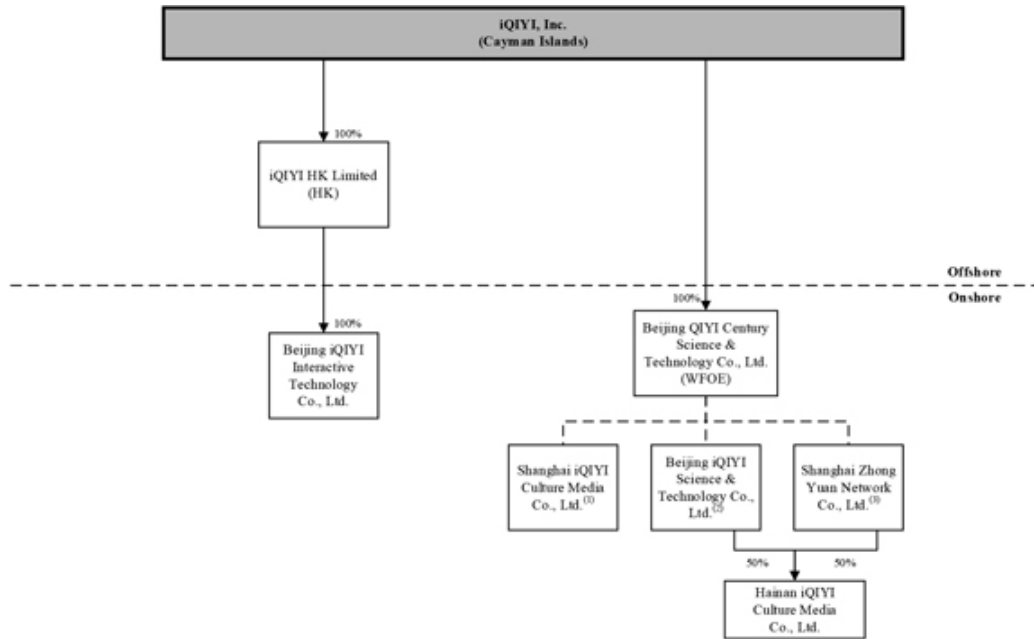 iQIYI, Inc.
(Cayman Islands)
100%
iQIYI HK Limited
(HK)
Offshore
Onshore
100%
100%
Beijing iQIYI
Interactive
Technology
Co., Ltd.
Beijing QIYI Century
Science &
Technology Co., Ltd.
(WFOE)
Shanghai iQIYI
Culture Media
Co., Ltd.(1)
Beijing iQIYI
Science &
Technology Co.,
Ltd.(2)
Shanghai Zhong
Yuan Network
Co., Ltd.(3)
50%
50%
Hainan iQIYI
Culture Media
Co., Ltd.